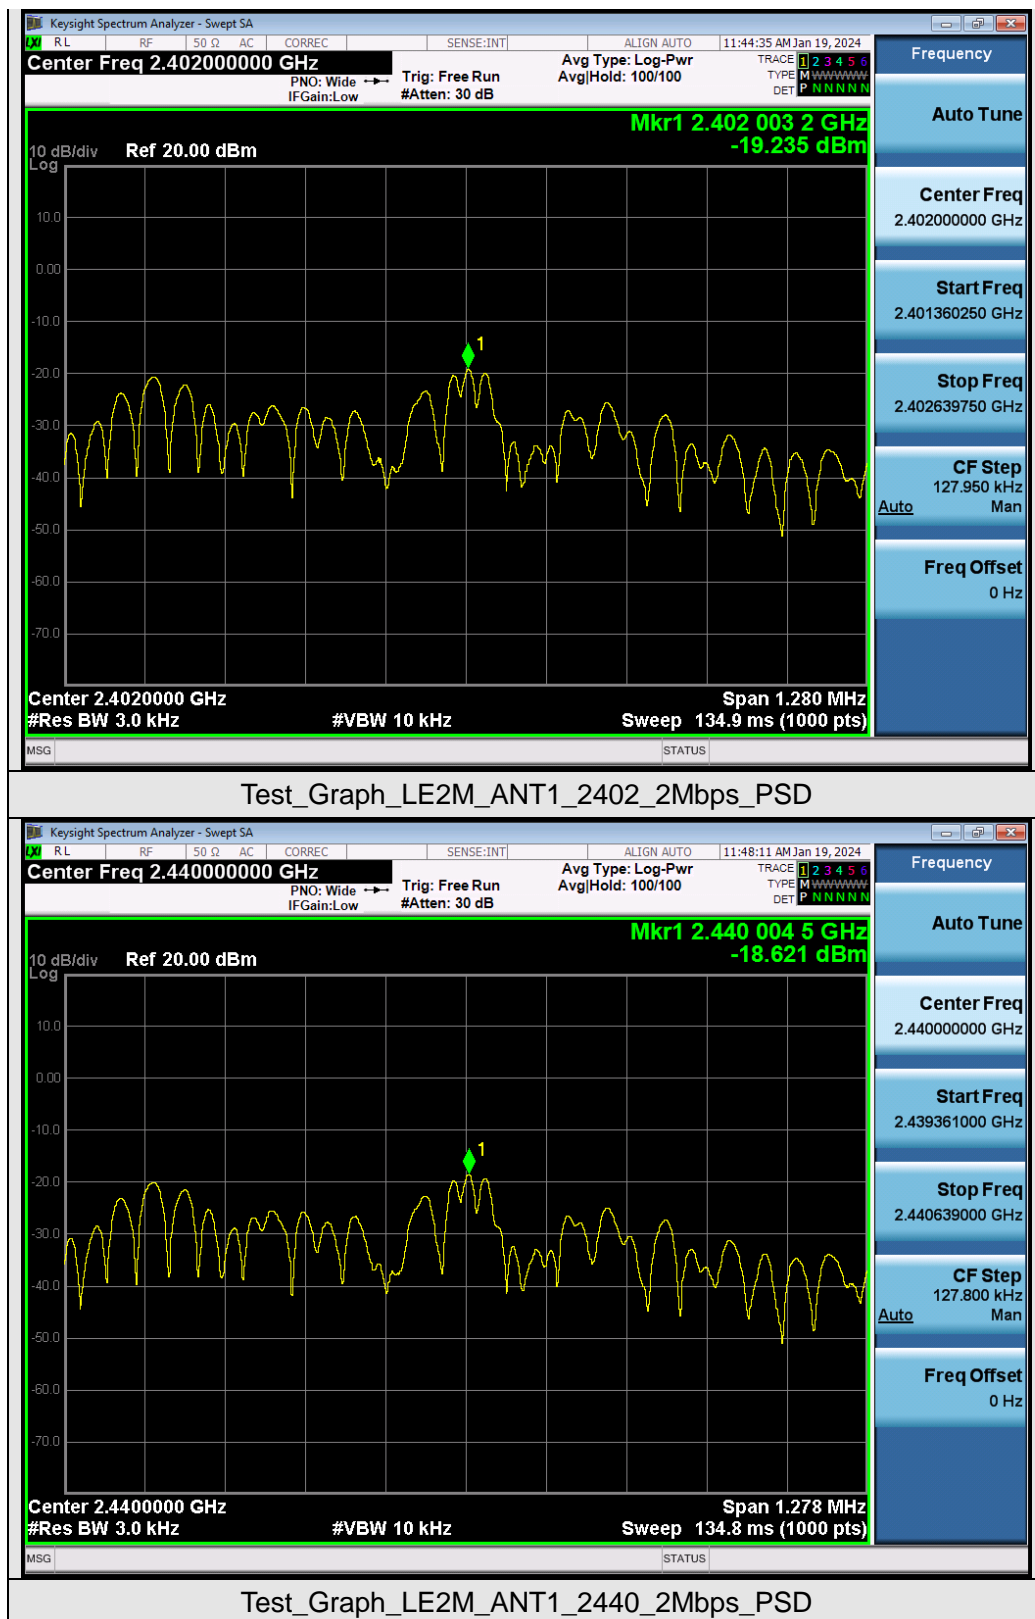 Keysight Spectrum Analyzer - Swept SA
LXI RL RF 50 Ω AC CORREC SENSE:INT ALIGN AUTO 11:44:35 AM Jan 19, 2024
Center Freq 2.402000000 GHz
PNO: Wide
IFGain:Low
Trig: Free Run
#Atten: 30 dB
Avg Type: Log-Pwr
Avg|Hold: 100/100
TRACE 1 2 3 4 5 6
TYPE M WWWWW
DET P N N N N N
Mkr1 2.402 003 2 GHz
-19.235 dBm
10 dB/div Ref 20.00 dBm
Log
10.0
0.00
-10.0
1
-20.0
-30.0
-40.0
-50.0
-60.0
-70.0
Center 2.4020000 GHz Span 1.280 MHz
#Res BW 3.0 kHz #VBW 10 kHz Sweep 134.9 ms (1000 pts)
MSG STATUS
Frequency
Auto Tune
Center Freq
2.402000000 GHz
Start Freq
2.401360250 GHz
Stop Freq
2.402639750 GHz
CF Step
127.950 kHz
Auto Man
Freq Offset
0 Hz
Test_Graph_LE2M_ANT1_2402_2Mbps_PSD
Keysight Spectrum Analyzer - Swept SA
LXI RL RF 50 Ω AC CORREC SENSE:INT ALIGN AUTO 11:48:11 AM Jan 19, 2024
Center Freq 2.440000000 GHz
PNO: Wide
IFGain:Low
Trig: Free Run
#Atten: 30 dB
Avg Type: Log-Pwr
Avg|Hold: 100/100
TRACE 1 2 3 4 5 6
TYPE M WWWWW
DET P N N N N N
Mkr1 2.440 004 5 GHz
-18.621 dBm
10 dB/div Ref 20.00 dBm
Log
10.0
0.00
-10.0
1
-20.0
-30.0
-40.0
-50.0
-60.0
-70.0
Center 2.4400000 GHz Span 1.278 MHz
#Res BW 3.0 kHz #VBW 10 kHz Sweep 134.8 ms (1000 pts)
MSG STATUS
Frequency
Auto Tune
Center Freq
2.440000000 GHz
Start Freq
2.439361000 GHz
Stop Freq
2.440639000 GHz
CF Step
127.800 kHz
Auto Man
Freq Offset
0 Hz
Test_Graph_LE2M_ANT1_2440_2Mbps_PSD